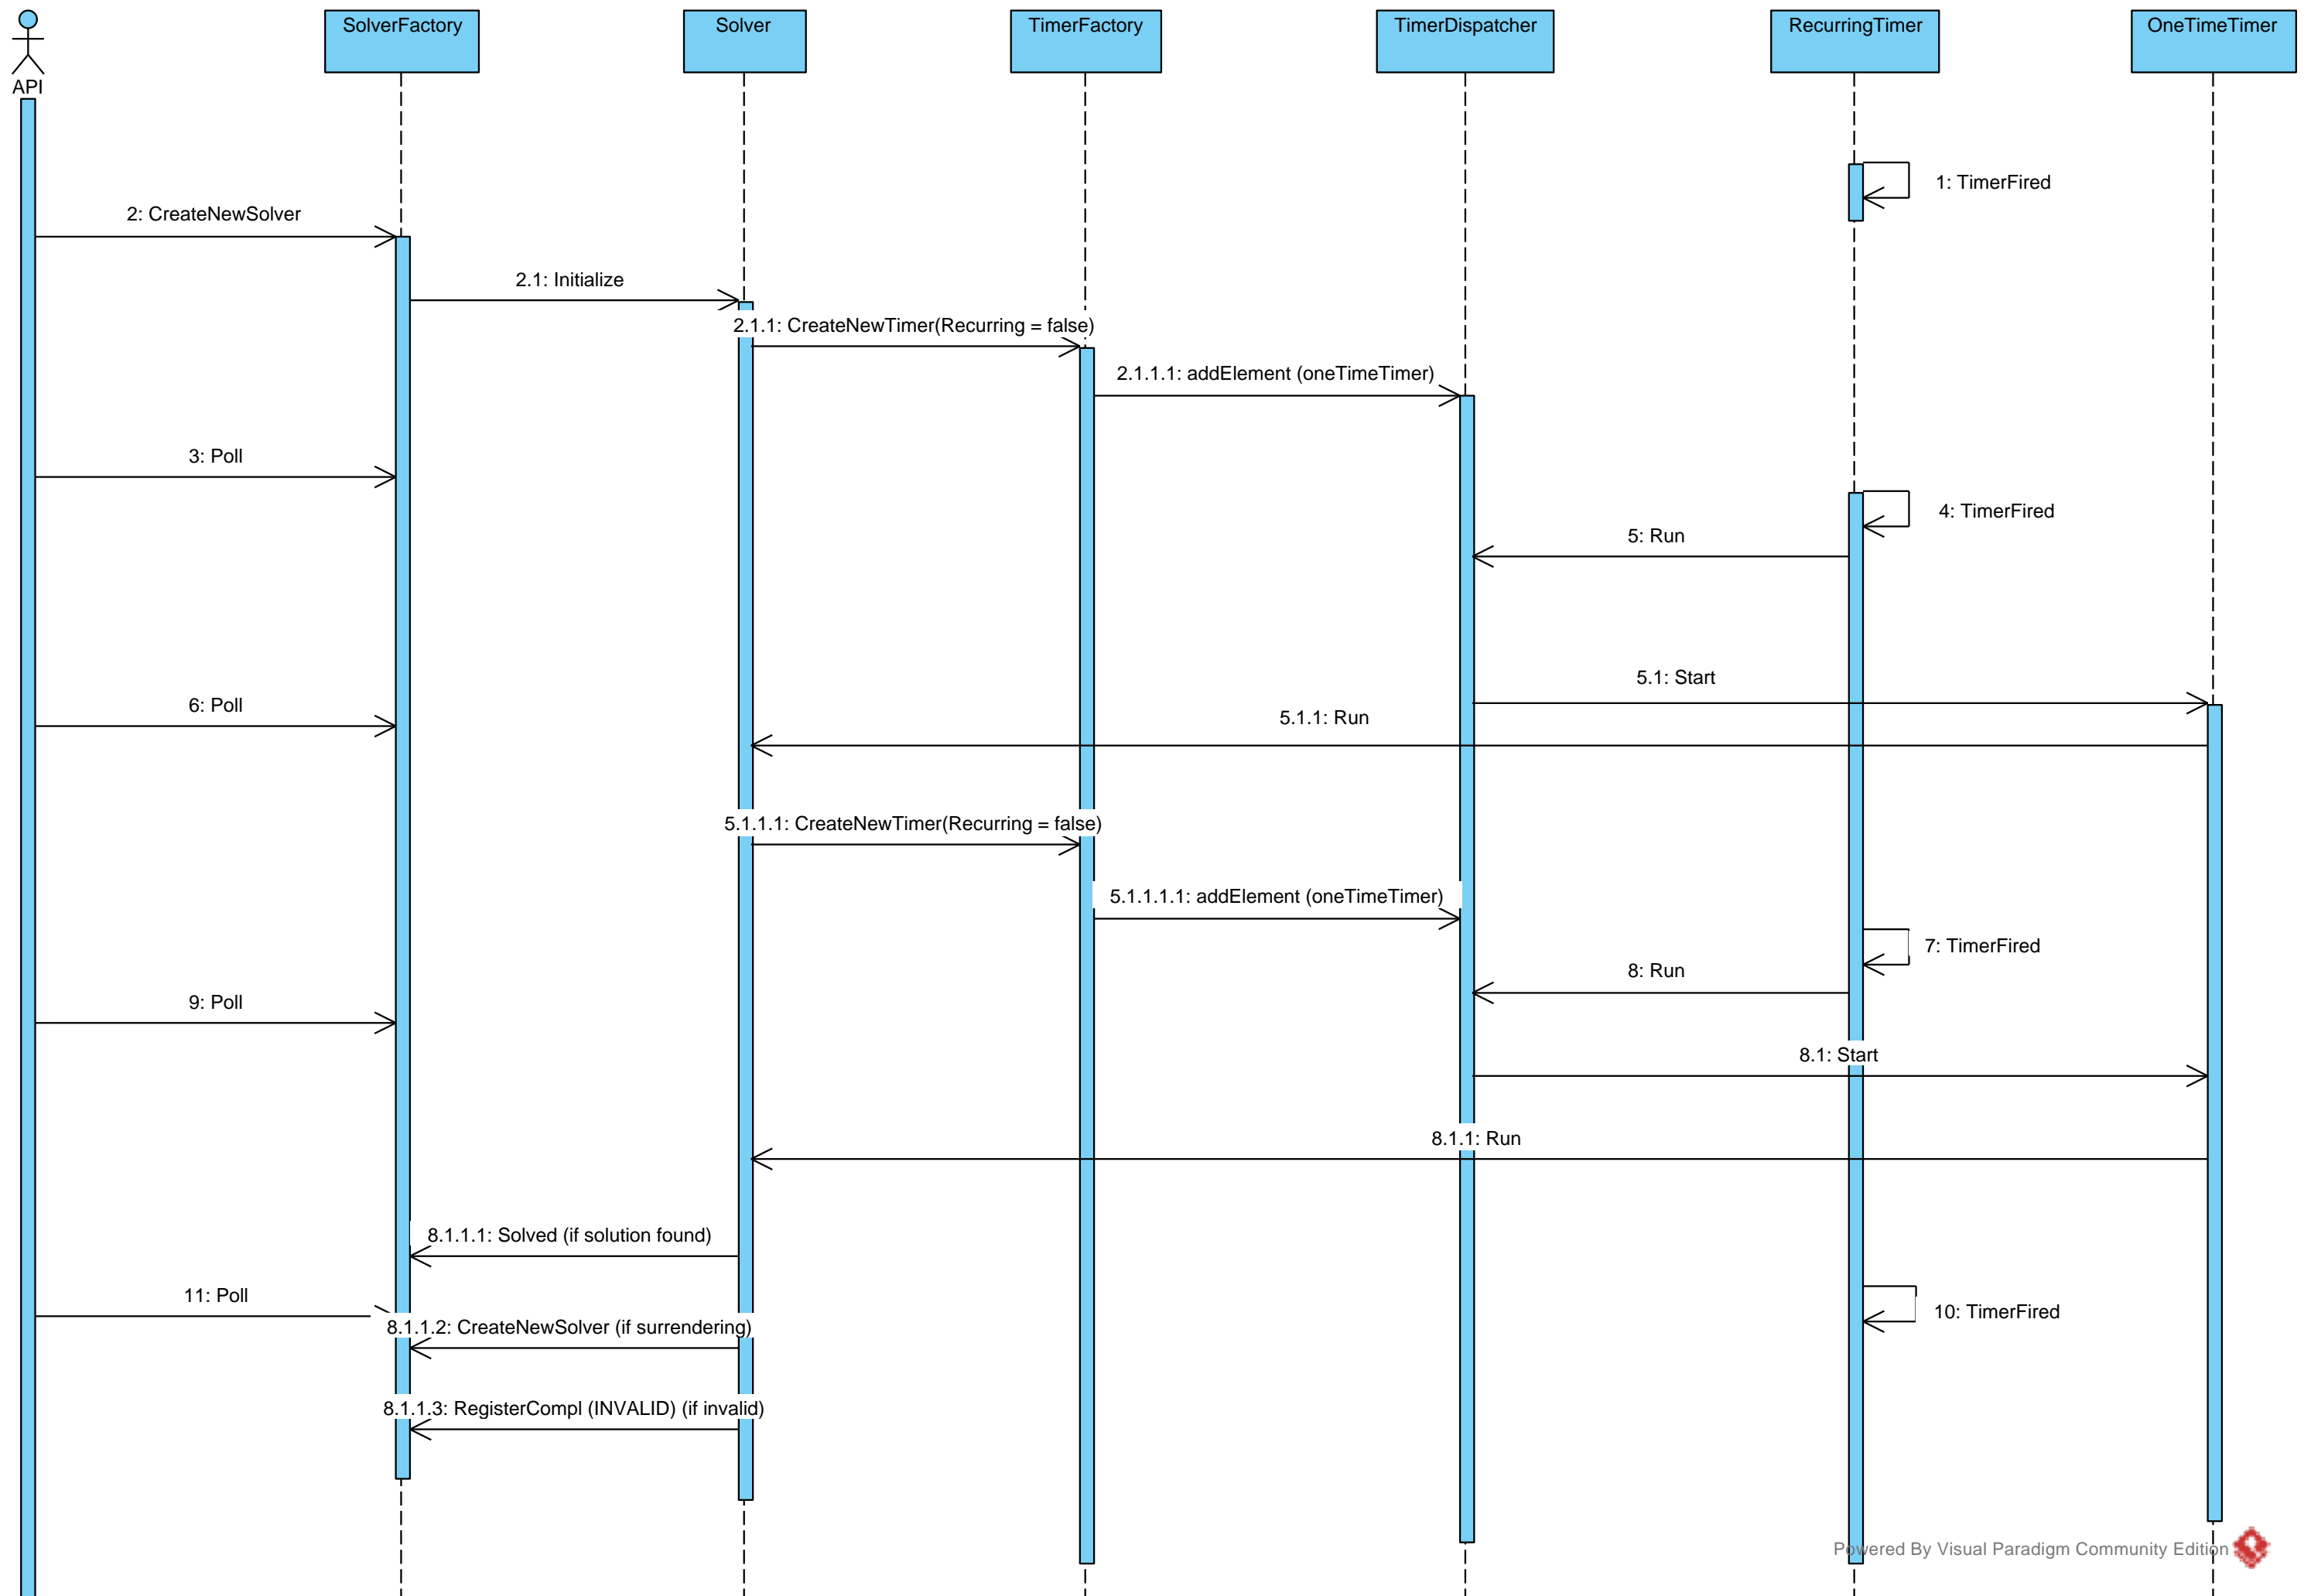 SolverFactory
Solver
TimerFactory
TimerDispatcher
RecurringTimer
OneTimeTimer
API
1: TimerFired
2: CreateNewSolver
2.1: Initialize
2.1.1: CreateNewTimer(Recurring = false)
2.1.1.1: addElement (oneTimeTimer)
3: Poll
4: TimerFired
5: Run
5.1: Start
6: Poll
5.1.1: Run
5.1.1.1: CreateNewTimer(Recurring = false)
5.1.1.1.1: addElement (oneTimeTimer)
7: TimerFired
8: Run
9: Poll
8.1: Start
8.1.1: Run
8.1.1.1: Solved (if solution found)
11: Poll
10: TimerFired
8.1.1.2: CreateNewSolver (if surrendering)
8.1.1.3: RegisterCompl (INVALID) (if invalid)
Powered By Visual Paradigm Community Edition